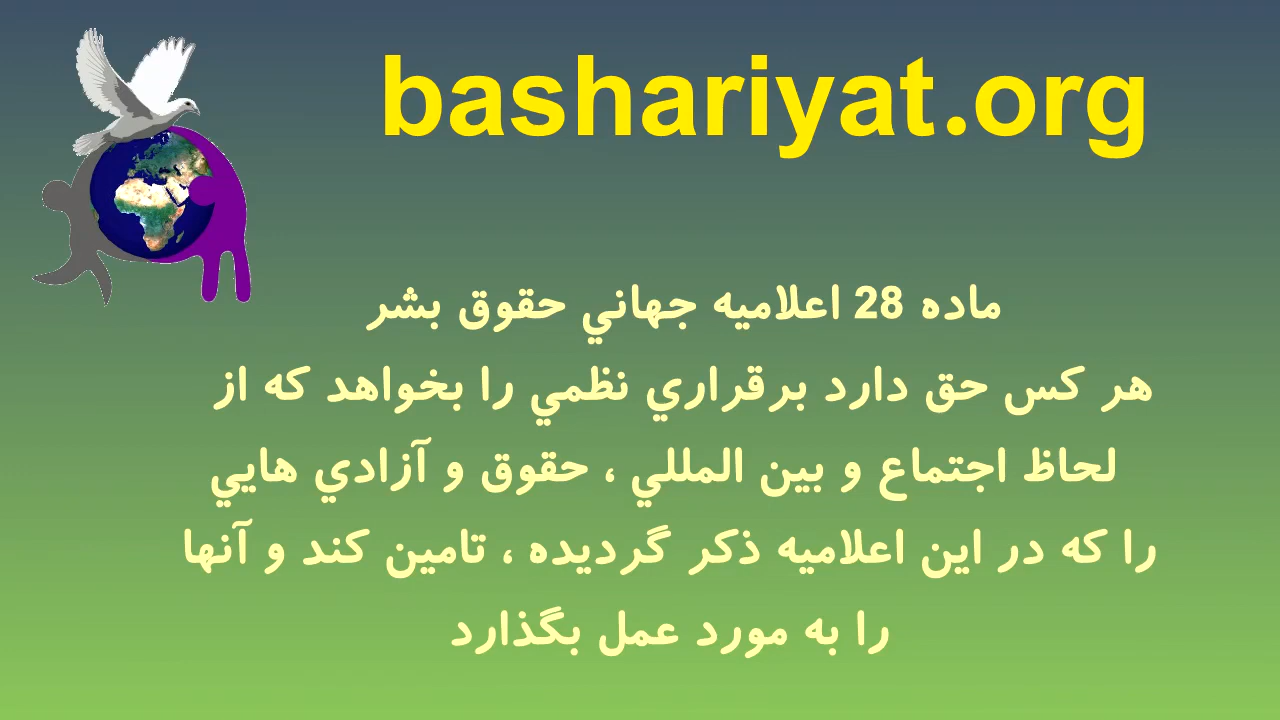 bashariyat.org
ماده 28 اعلاميه جهاني حقوق بشر
هر كس حق دارد برقراري نظمي را بخواهد كه از
لحاظ اجتماع و بين المللي ، حقوق و آزادي هايي
را كه در اين اعلاميه ذكر گرديده ، تامين كند و آنها
را به مورد عمل بگذارد